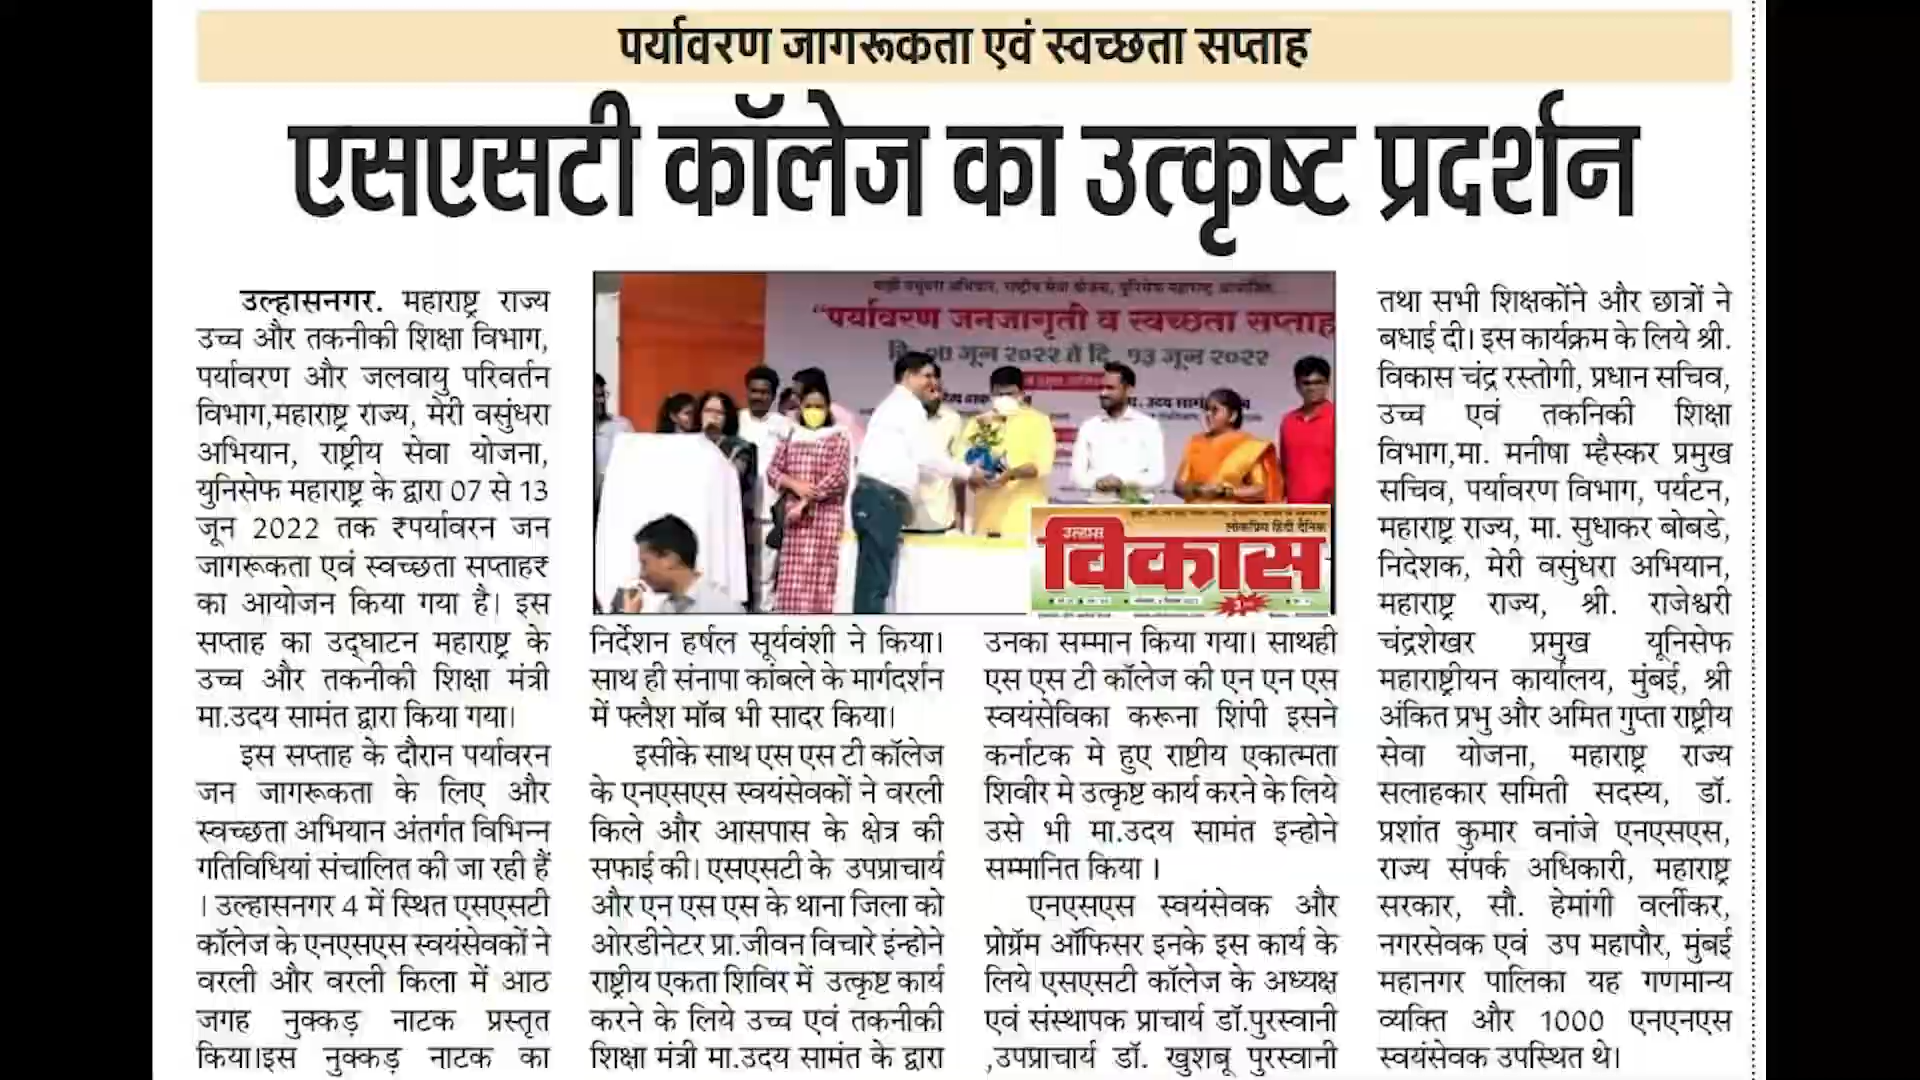 पर्यावरण जागरूकता एवं स्वच्छता सप्ताह
एसएसटी कॉलेज का उत्कृष्ट प्रदर्शन
उल्हासनगर. महाराष्ट्र राज्य
उच्च और तकनीकी शिक्षा विभाग,
पर्यावरण और जलवायु परिवर्तन
विभाग,महाराष्ट्र राज्य, मेरी वसुंधरा
अभियान, राष्ट्रीय सेवा योजना,
युनिसेफ महाराष्ट्र के द्वारा 07 से 13
जून 2022 तक ₹पर्यावरन जन
जागरूकता एवं स्वच्छता सप्ताह₹
का आयोजन किया गया है। इस
सप्ताह का उद्घाटन महाराष्ट्र के
उच्च और तकनीकी शिक्षा मंत्री
मा.उदय सामंत द्वारा किया गया।
इस सप्ताह के दौरान पर्यावरन
जन जागरूकता के लिए और
स्वच्छता अभियान अंतर्गत विभिन्न
गतिविधियां संचालित की जा रही हैं
। उल्हासनगर 4 में स्थित एसएसटी
कॉलेज के एनएसएस स्वयंसेवकों ने
वरली और वरली किला में आठ
जगह नुक्कड़ नाटक प्रस्तृत
किया।इस नुक्कड़ नाटक का
"पर्यावरण जनजागृती व स्वच्छता सप्ताह
जून २०२२ ते दि. १३ जून २०२२
लोकप्रिय हिंदी दैनिक
उल्हास
विकास
निर्देशन हर्षल सूर्यवंशी ने किया।
साथ ही संनापा कांबले के मार्गदर्शन
में फ्लैश मॉब भी सादर किया।
इसीके साथ एस एस टी कॉलेज
के एनएसएस स्वयंसेवकों ने वरली
किले और आसपास के क्षेत्र की
सफाई की। एसएसटी के उपप्राचार्य
और एन एस एस के थाना जिला को
ओरडीनेटर प्रा.जीवन विचारे इंन्होने
राष्ट्रीय एकता शिविर में उत्कृष्ट कार्य
करने के लिये उच्च एवं तकनीकी
शिक्षा मंत्री मा.उदय सामंत के द्वारा
उनका सम्मान किया गया। साथही
एस एस टी कॉलेज की एन एन एस
स्वयंसेविका करूना शिंपी इसने
कर्नाटक मे हुए राष्टीय एकात्मता
शिवीर मे उत्कृष्ट कार्य करने के लिये
उसे भी मा.उदय सामंत इन्होने
सम्मानित किया ।
एनएसएस स्वयंसेवक और
प्रोग्रॅम ऑफिसर इनके इस कार्य के
लिये एसएसटी कॉलेज के अध्यक्ष
एवं संस्थापक प्राचार्य डॉ.पुरस्वानी
,उपप्राचार्य डॉ. खुशबू पुरस्वानी
तथा सभी शिक्षकोंने और छात्रों ने
बधाई दी। इस कार्यक्रम के लिये श्री.
विकास चंद्र रस्तोगी, प्रधान सचिव,
उच्च एवं तकनिकी शिक्षा
विभाग,मा. मनीषा म्हैस्कर प्रमुख
सचिव, पर्यावरण विभाग, पर्यटन,
महाराष्ट्र राज्य, मा. सुधाकर बोबडे,
निदेशक, मेरी वसुंधरा अभियान,
महाराष्ट्र राज्य, श्री. राजेश्वरी
चंद्रशेखर प्रमुख यूनिसेफ
महाराष्ट्रीयन कार्यालय, मुंबई, श्री
अंकित प्रभु और अमित गुप्ता राष्ट्रीय
सेवा योजना, महाराष्ट्र राज्य
सलाहकार समिती सदस्य, डॉ.
प्रशांत कुमार वनांजे एनएसएस,
राज्य संपर्क अधिकारी, महाराष्ट्र
सरकार, सौ. हेमांगी वर्लीकर,
नगरसेवक एवं उप महापौर, मुंबई
महानगर पालिका यह गणमान्य
व्यक्ति और 1000 एनएनएस
स्वयंसेवक उपस्थित थे।